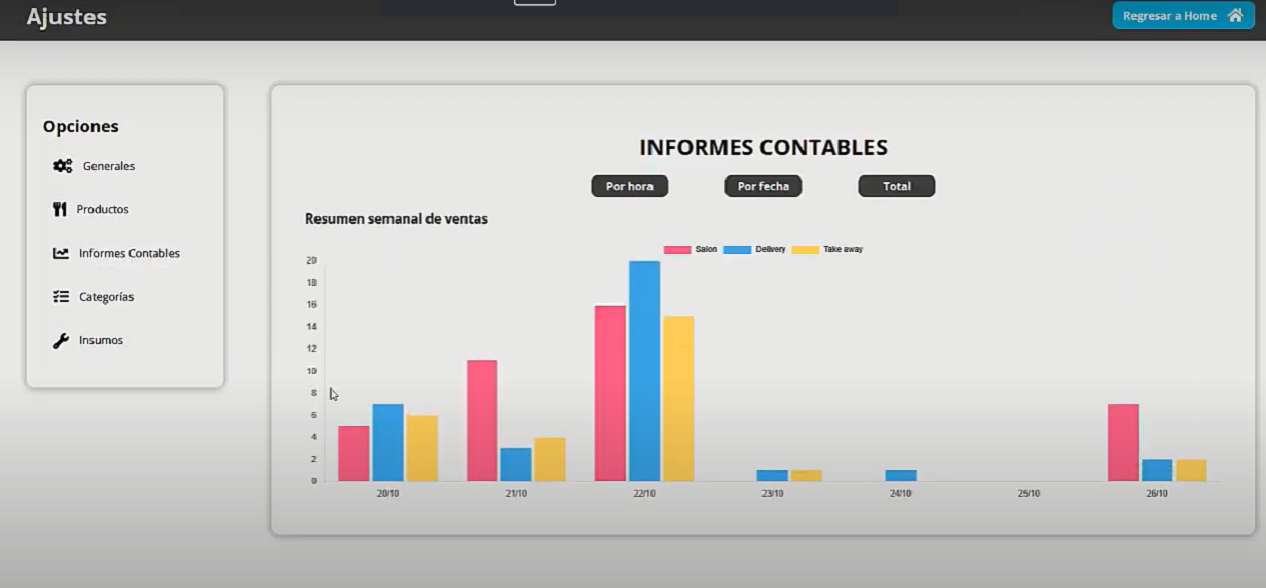 Ajustes
Regresar a Home
Opciones
Generales
Productos
Informes Contables
Categorías
Insumos
INFORMES CONTABLES
Por hora Por fecha Total
Resumen semanal de ventas
Salon Delivery Take away
20
18
16
14
12
10
8
6
4
2
0
20/10 21/10 22/10 23/10 24/10 25/10 26/10